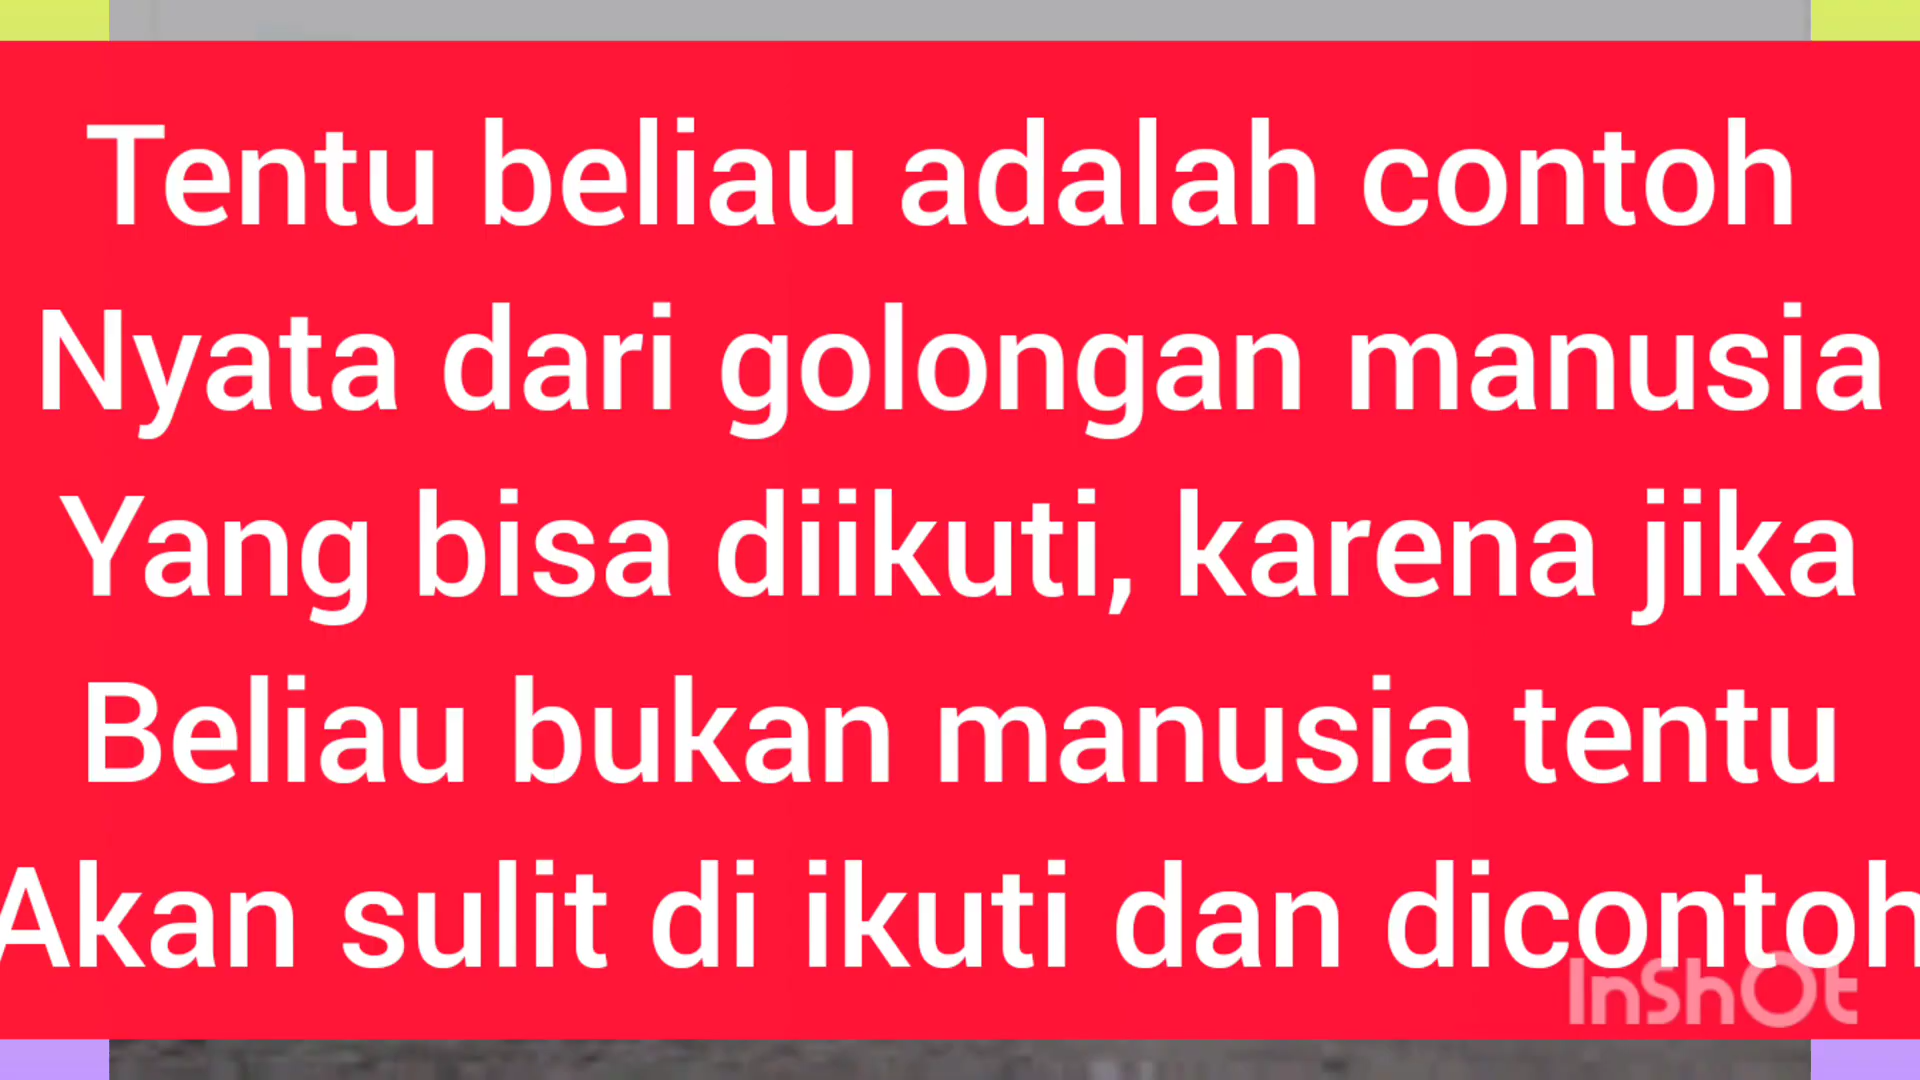 Tentu beliau adalah contoh
Nyata dari golongan manusia
Yang bisa diikuti, karena jika
Beliau bukan manusia tentu
Akan sulit di ikuti dan dicontoh
InShOt